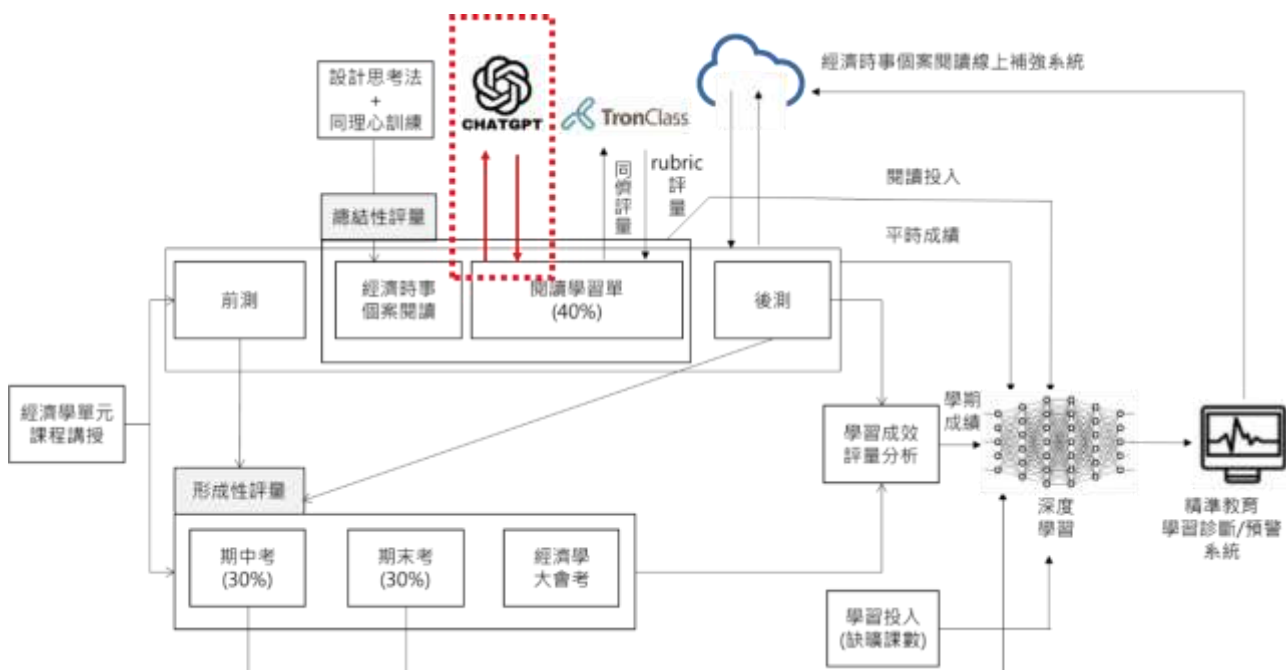 設計思考法
+
同理心訓練
CHATGPT
TronClass
經濟時事個案閱讀線上補強系統
同儕評量
rubric
評量
閱讀投入
平時成績
總結性評量
前測
經濟時事
個案閱讀
閱讀學習單
(40%)
後測
經濟學單元
課程講授
學習成效
評量分析
學期
成績
深度
學習
精準教育
學習診斷/預警
系統
形成性評量
期中考
(30%)
期末考
(30%)
經濟學
大會考
學習投入
(缺曠課數)